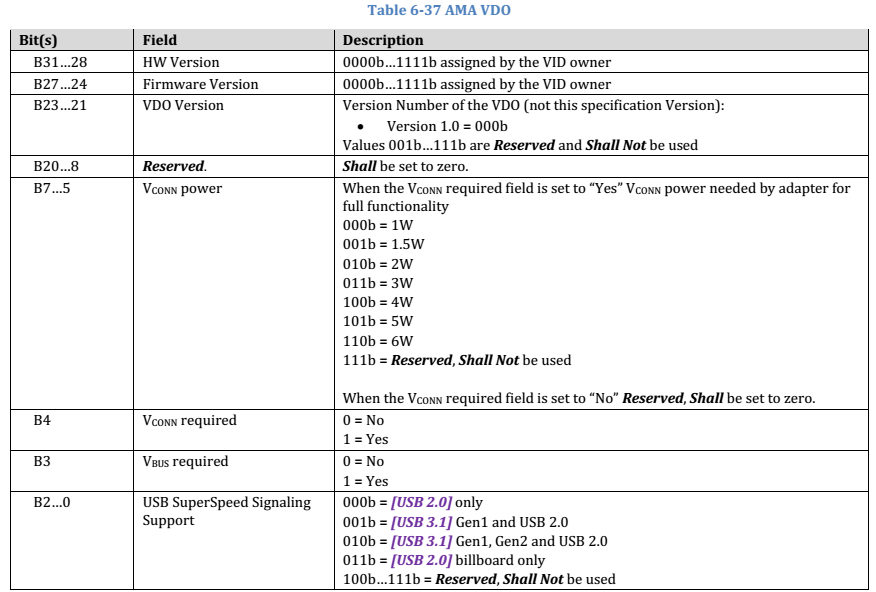 Table 6-37 AMA VDO
Bit(s) Field Description
B31…28 HW Version 0000b…1111b assigned by the VID owner
B27…24 Firmware Version 0000b…1111b assigned by the VID owner
B23…21 VDO Version Version Number of the VDO (not this specification Version):
• Version 1.0 = 000b
Values 001b…111b are Reserved and Shall Not be used
B20…8 Reserved. Shall be set to zero.
B7…5 VCONN power When the VCONN required field is set to “Yes” VCONN power needed by adapter for
full functionality
000b = 1W
001b = 1.5W
010b = 2W
011b = 3W
100b = 4W
101b = 5W
110b = 6W
111b = Reserved, Shall Not be used
When the VCONN required field is set to “No” Reserved, Shall be set to zero.
B4 VCONN required 0 = No
1 = Yes
B3 VBUS required 0 = No
1 = Yes
B2…0 USB SuperSpeed Signaling 000b = [USB 2.0] only
Support 001b = [USB 3.1] Gen1 and USB 2.0
010b = [USB 3.1] Gen1, Gen2 and USB 2.0
011b = [USB 2.0] billboard only
100b…111b = Reserved, Shall Not be used